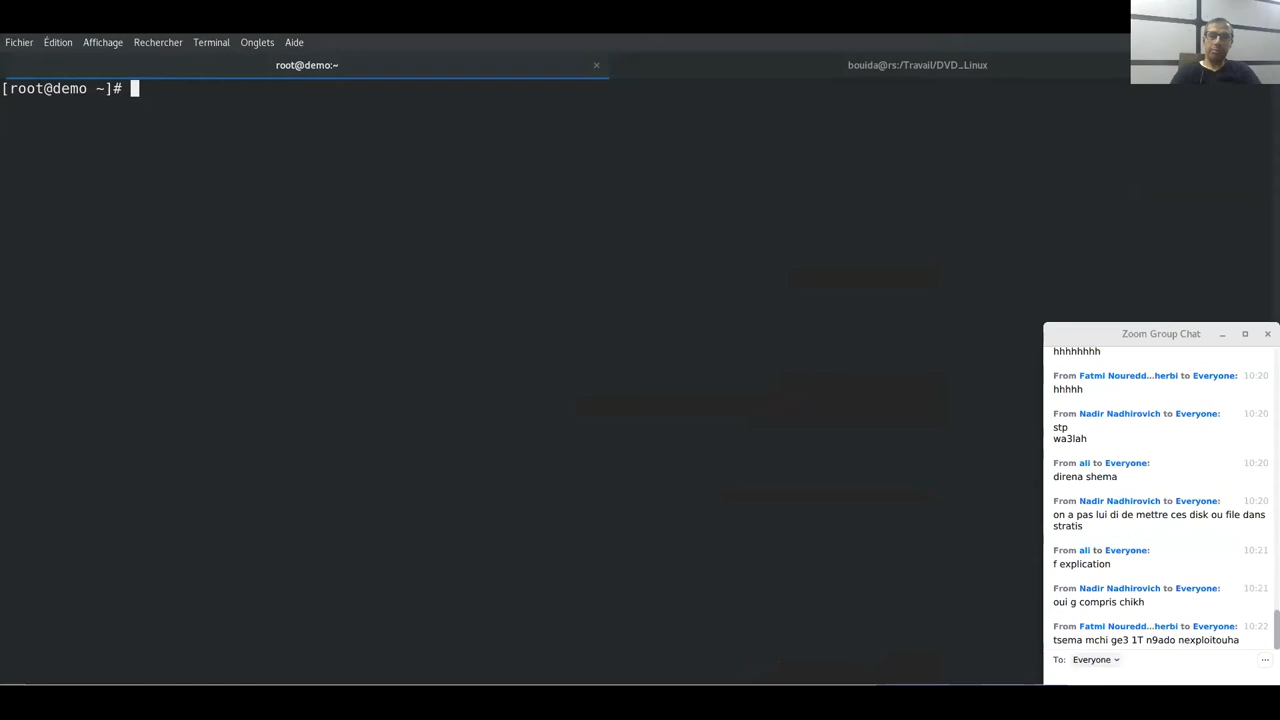 Fichier Édition Affichage Rechercher Terminal Onglets Aide
root@demo:~ × bouida@rs:/Travail/DVD_Linux
[root@demo ~]#
Zoom Group Chat
hhhhhhhh
From Fatmi Nouredd...herbi to Everyone: 10:20
hhhhh
From Nadir Nadhirovich to Everyone: 10:20
stp
wa3lah
From ali to Everyone: 10:20
direna shema
From Nadir Nadhirovich to Everyone: 10:20
on a pas lui di de mettre ces disk ou file dans
stratis
From ali to Everyone: 10:21
f explication
From Nadir Nadhirovich to Everyone: 10:21
oui g compris chikh
From Fatmi Nouredd...herbi to Everyone: 10:22
tsema mchi ge3 1T n9ado nexploitouha
To: Everyone